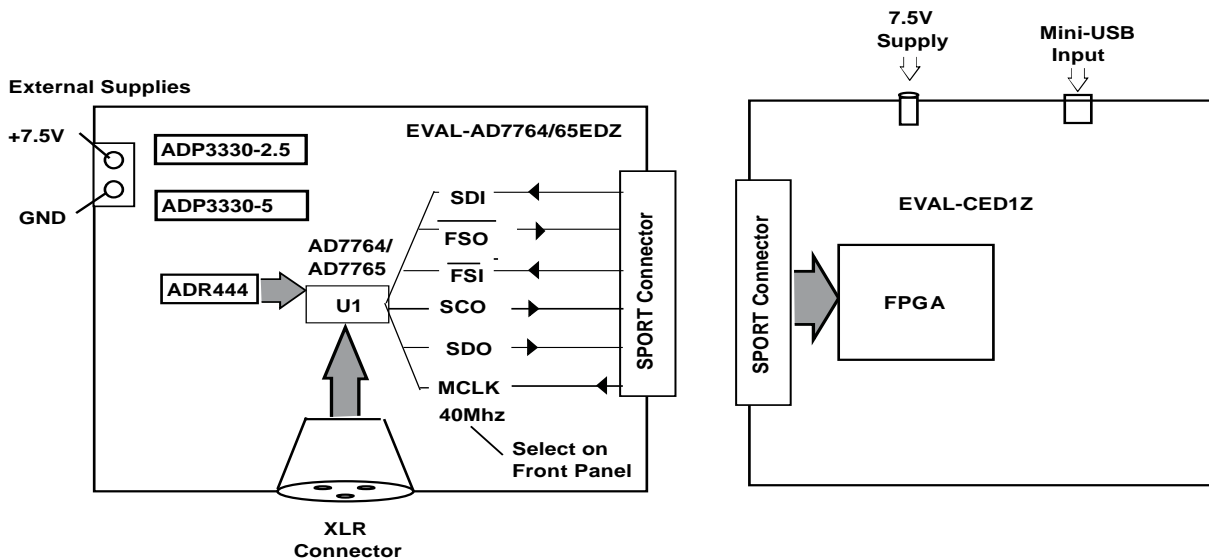 7.5V
Supply
Mini-USB
Input
External Supplies
+7.5V
GND
EVAL-AD7764/65EDZ
ADP3330-2.5
ADP3330-5
AD7764/
AD7765
ADR444
U1
SDI
FSO
FSI
SCO
SDO
MCLK
40Mhz
Select on
Front Panel
SPORT Connector
XLR
Connector
SPORT Connector
EVAL-CED1Z
FPGA